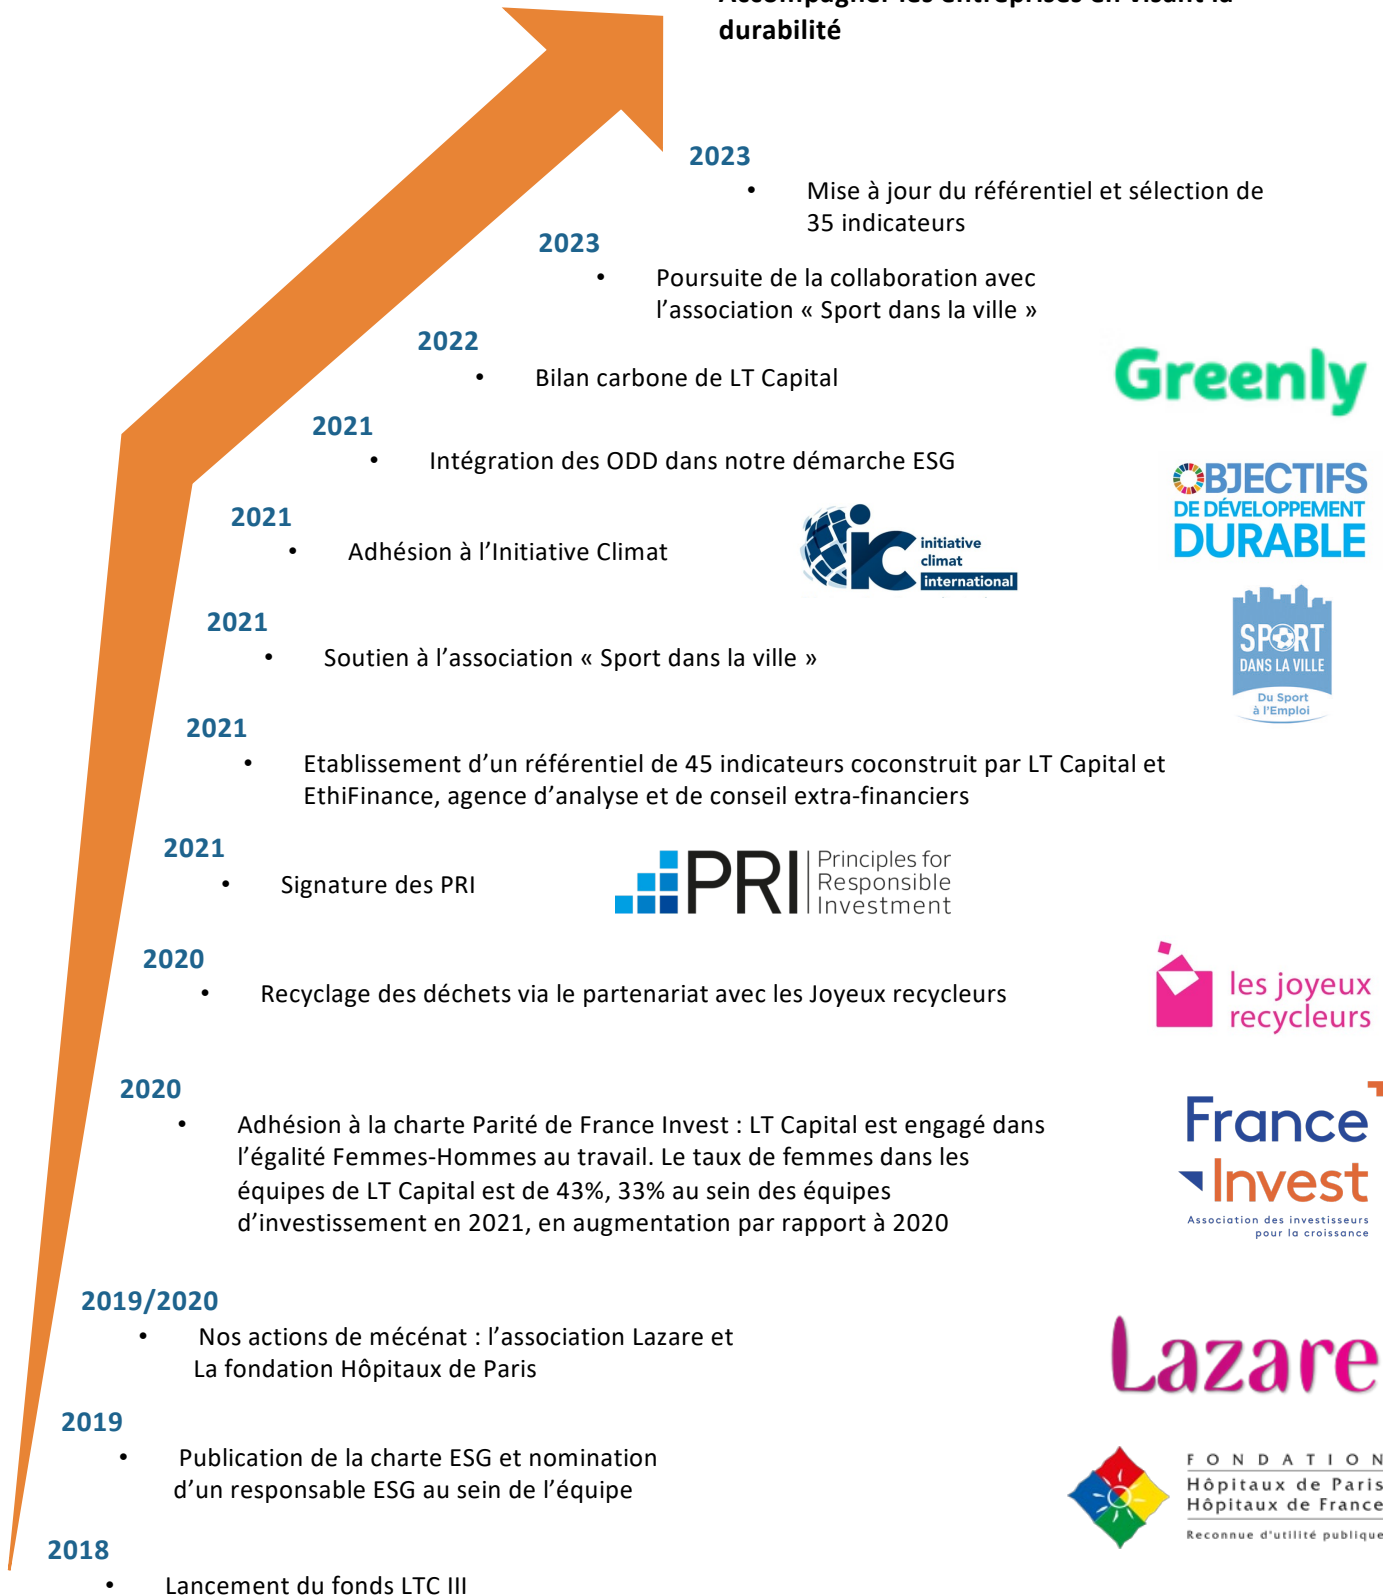 Accompagner les entreprises en visant la
durabilité
2023
• Mise à jour du référentiel et sélection de
35 indicateurs
2023
• Poursuite de la collaboration avec
l’association « Sport dans la ville »
2022
• Bilan carbone de LT Capital
Greenly
2021
• Intégration des ODD dans notre démarche ESG
OBJECTIFS
DE DÉVELOPPEMENT
DURABLE
2021
• Adhésion à l’Initiative Climat
iC
initiative
climat
international
2021
• Soutien à l’association « Sport dans la ville »
SPORT
DANS LA VILLE
Du Sport
à l'Emploi
2021
• Etablissement d’un référentiel de 45 indicateurs coconstruit par LT Capital et
EthiFinance, agence d’analyse et de conseil extra-financiers
2021
• Signature des PRI
PRI
Principles for
Responsible
Investment
2020
• Recyclage des déchets via le partenariat avec les Joyeux recycleurs
les joyeux
recycleurs
2020
• Adhésion à la charte Parité de France Invest : LT Capital est engagé dans
l’égalité Femmes-Hommes au travail. Le taux de femmes dans les
équipes de LT Capital est de 43%, 33% au sein des équipes
d’investissement en 2021, en augmentation par rapport à 2020
France
Invest
Association des investisseurs
pour la croissance
2019/2020
• Nos actions de mécénat : l’association Lazare et
La fondation Hôpitaux de Paris
Lazare
2019
• Publication de la charte ESG et nomination
d’un responsable ESG au sein de l’équipe
FONDATION
Hôpitaux de Paris
Hôpitaux de France
Reconnue d'utilité publique
2018
• Lancement du fonds LTC III